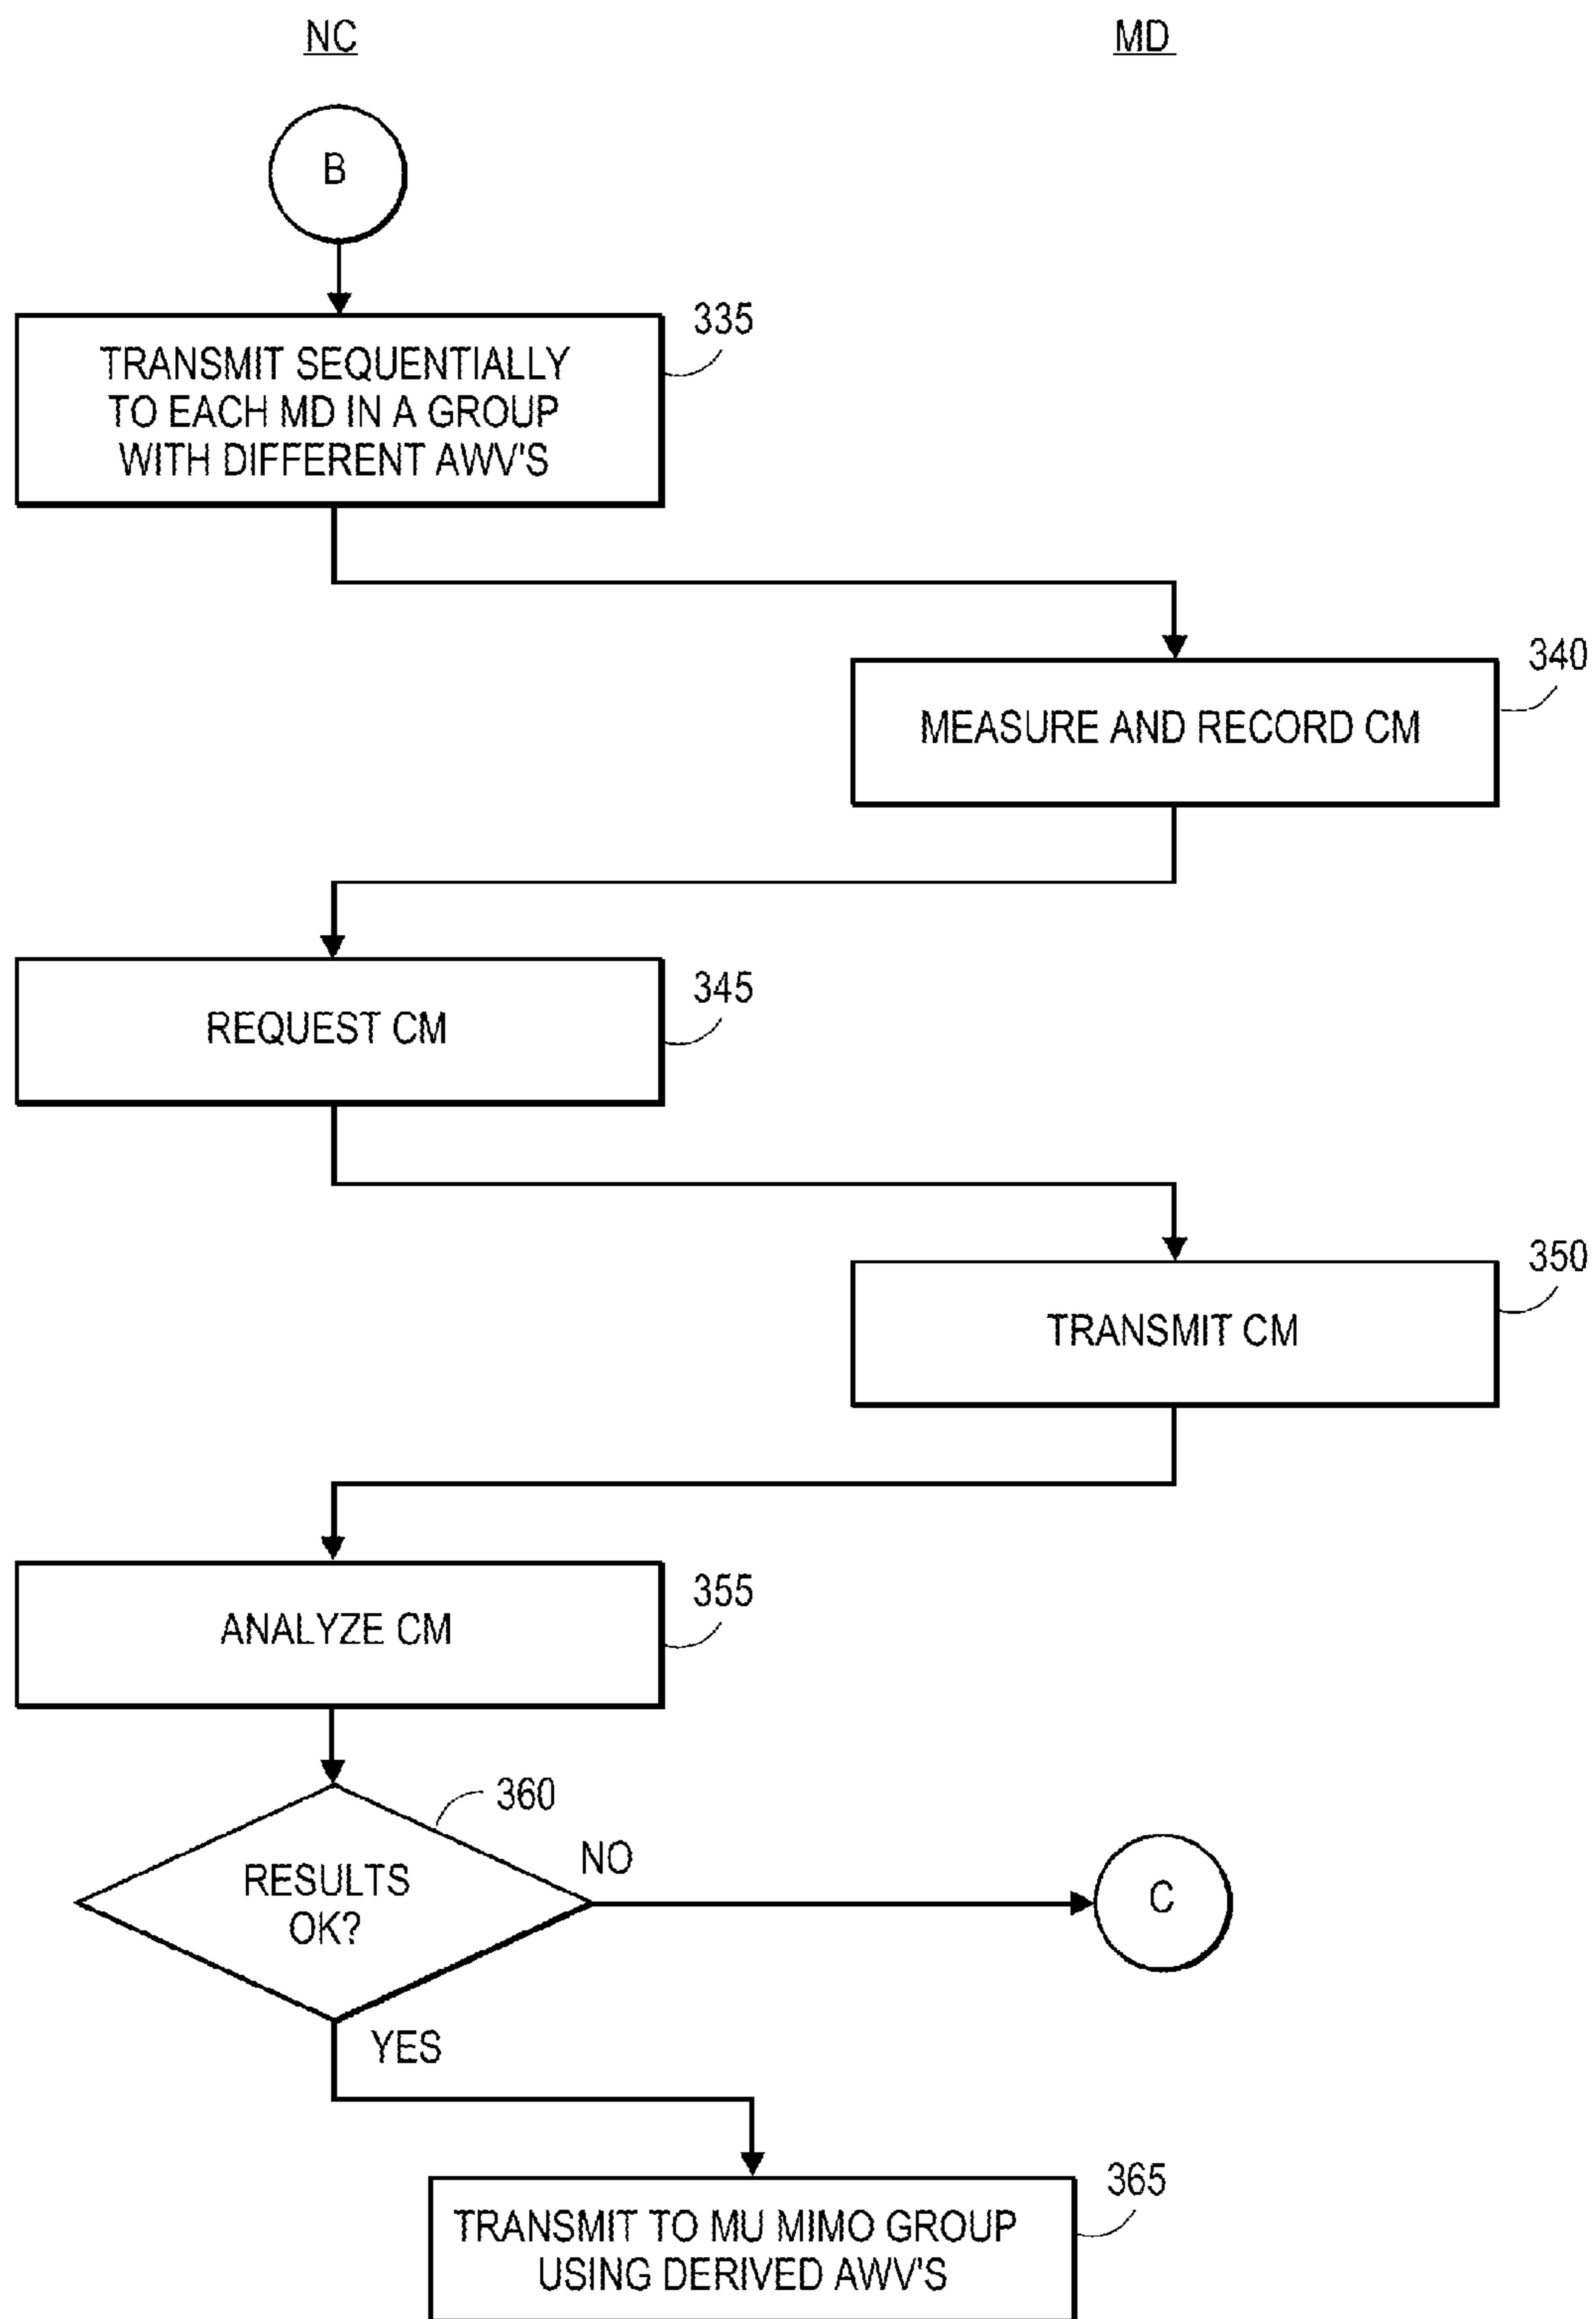 NC
MD
B
335
TRANSMIT SEQUENTIALLY
TO EACH MD IN A GROUP
WITH DIFFERENT AWV'S
340
MEASURE AND RECORD CM
345
REQUEST CM
350
TRANSMIT CM
355
ANALYZE CM
360
RESULTS
OK?
NO
C
YES
365
TRANSMIT TO MU MIMO GROUP
USING DERIVED AWV'S